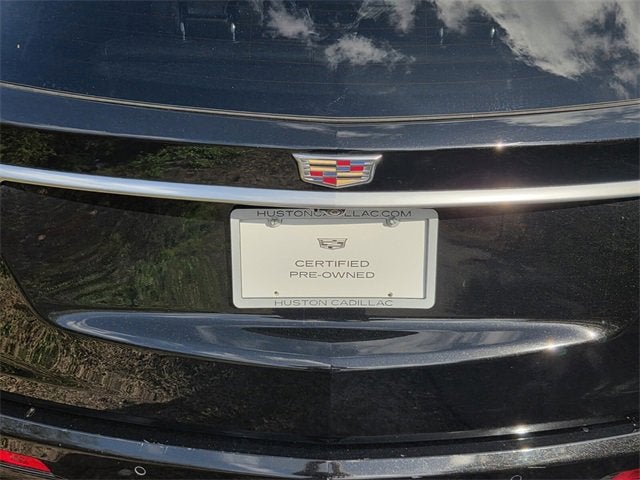 HUSTONCADILLAC.COM
CERTIFIED
PRE-OWNED
HUSTON CADILLAC